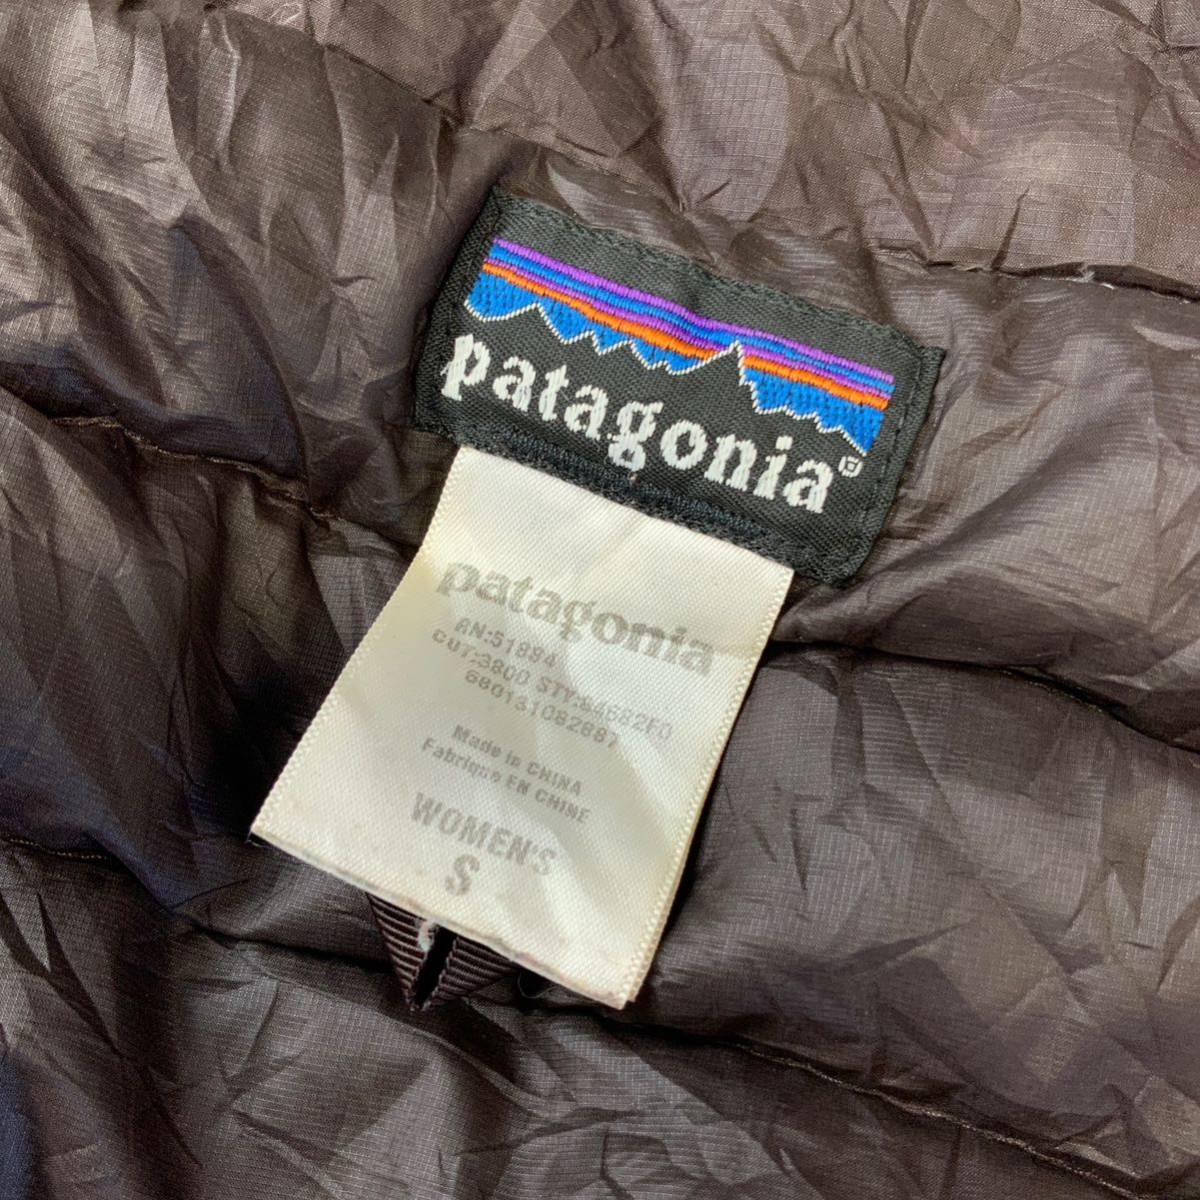 patagonia®
patagonia
RN:51884
CUT:3800 STY:84682F0
680131082887
Made in CHINA
Fabrique EN CHINE
WOMEN'S
S